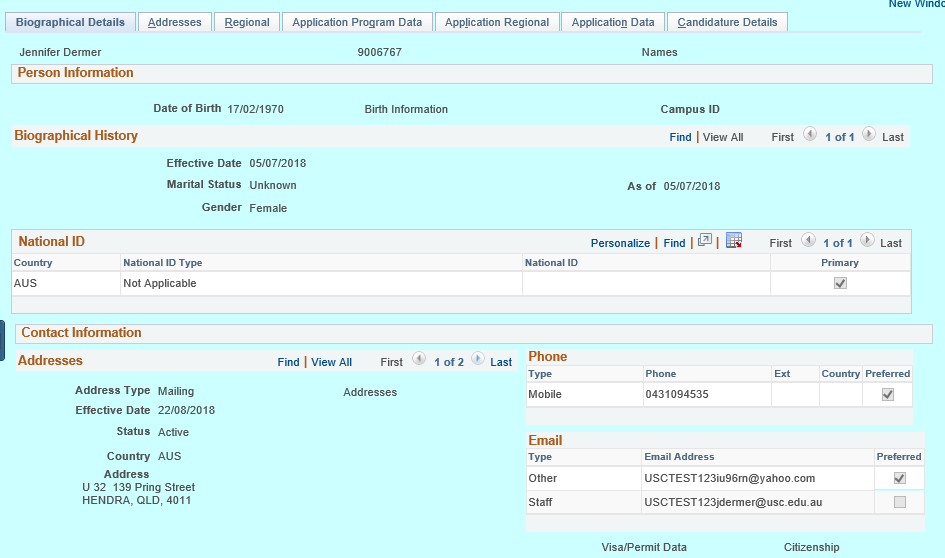 New Windo
Biographical Details Addresses Regional Application Program Data Application Regional Application Data Candidature Details
Jennifer Dermer 9006767 Names
Person Information
Date of Birth 17/02/1970 Birth Information Campus ID
Biographical History Find | View All First 1 of 1 Last
Effective Date 05/07/2018
Marital Status Unknown As of 05/07/2018
Gender Female
National ID Personalize | Find | | First 1 of 1 Last
Country National ID Type National ID Primary
AUS Not Applicable
Contact Information
Addresses Find | View All First 1 of 2 Last
Address Type Mailing Addresses
Effective Date 22/08/2018
Status Active
Country AUS
Address
U 32 139 Pring Street
HENDRA, QLD, 4011
Phone
Type Phone Ext Country Preferred
Mobile 0431094535
Email
Type Email Address Preferred
Other USCTEST123iu96rn@yahoo.com
Staff USCTEST123jdermer@usc.edu.au
Visa/Permit Data Citizenship